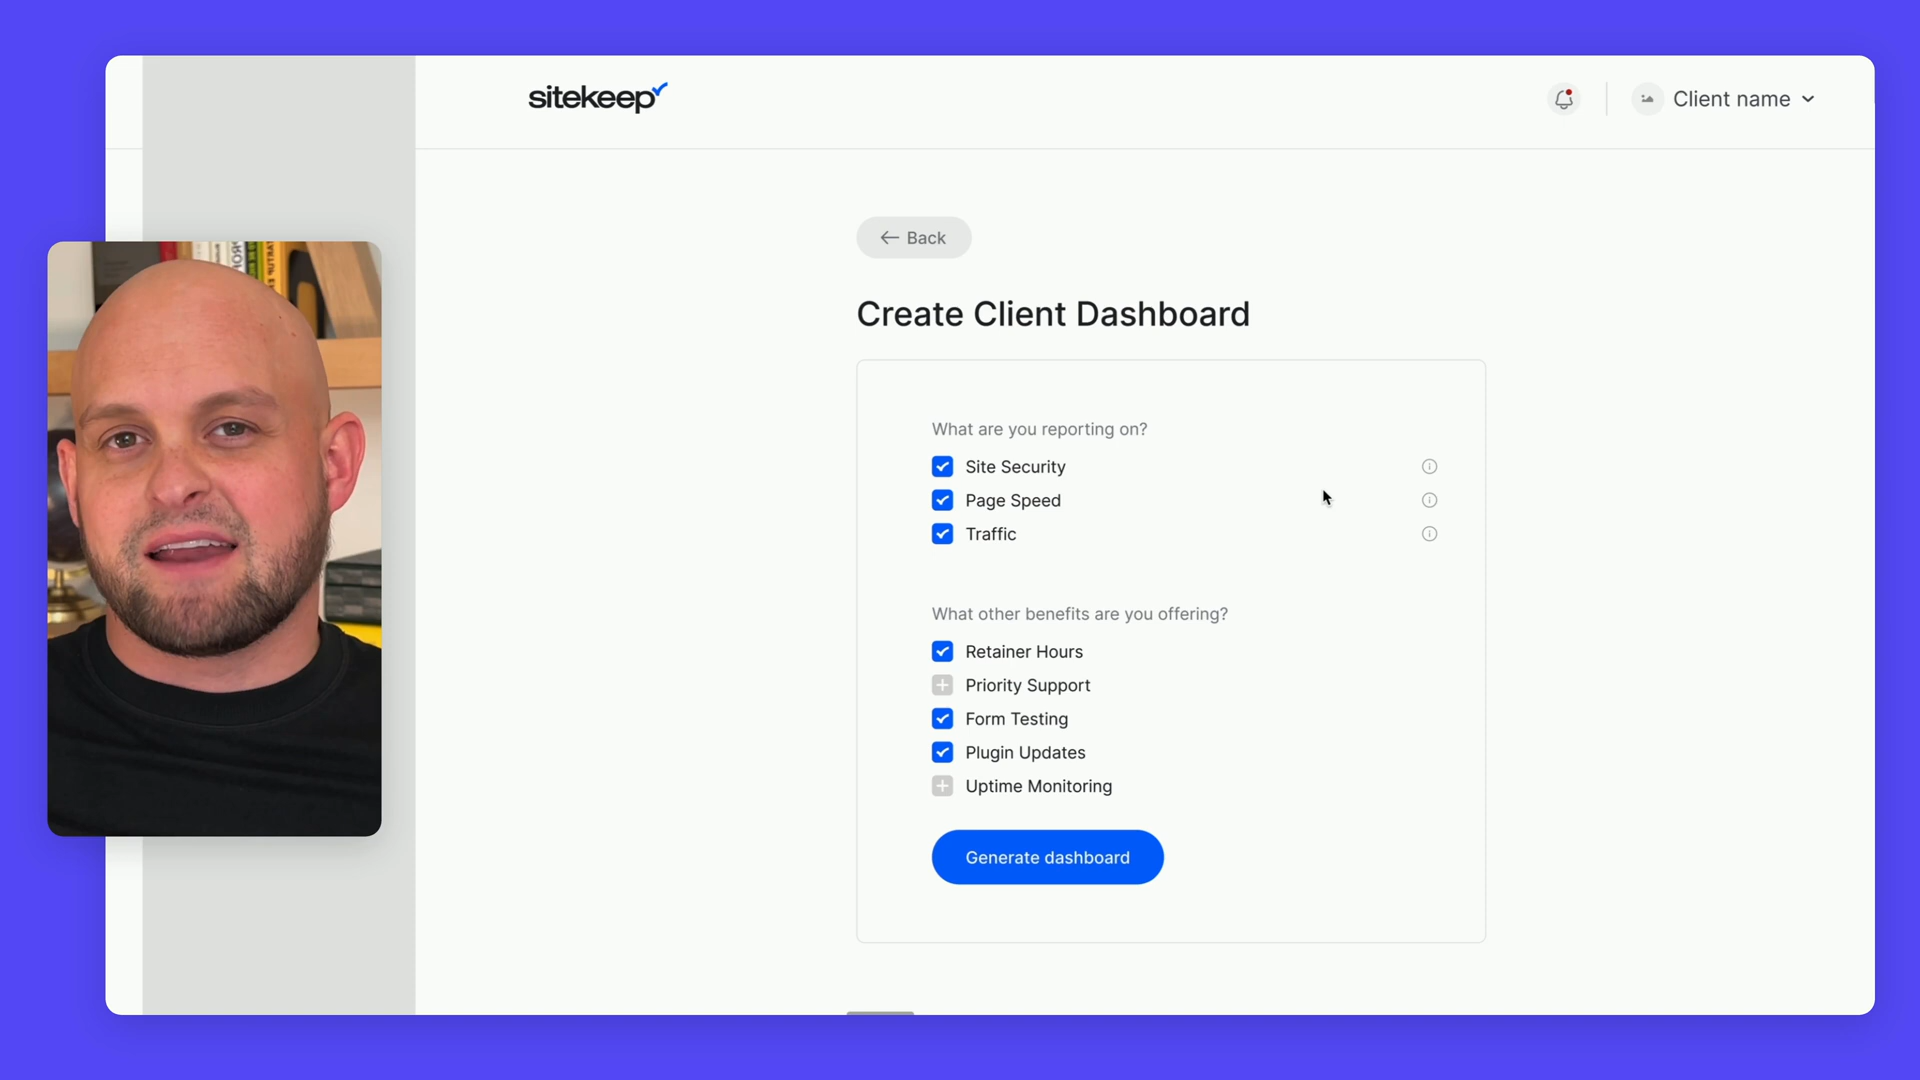 sitekeep
Client name
Back
Create Client Dashboard
What are you reporting on?
Site Security
Page Speed
Traffic
What other benefits are you offering?
Retainer Hours
Priority Support
Form Testing
Plugin Updates
Uptime Monitoring
Generate dashboard